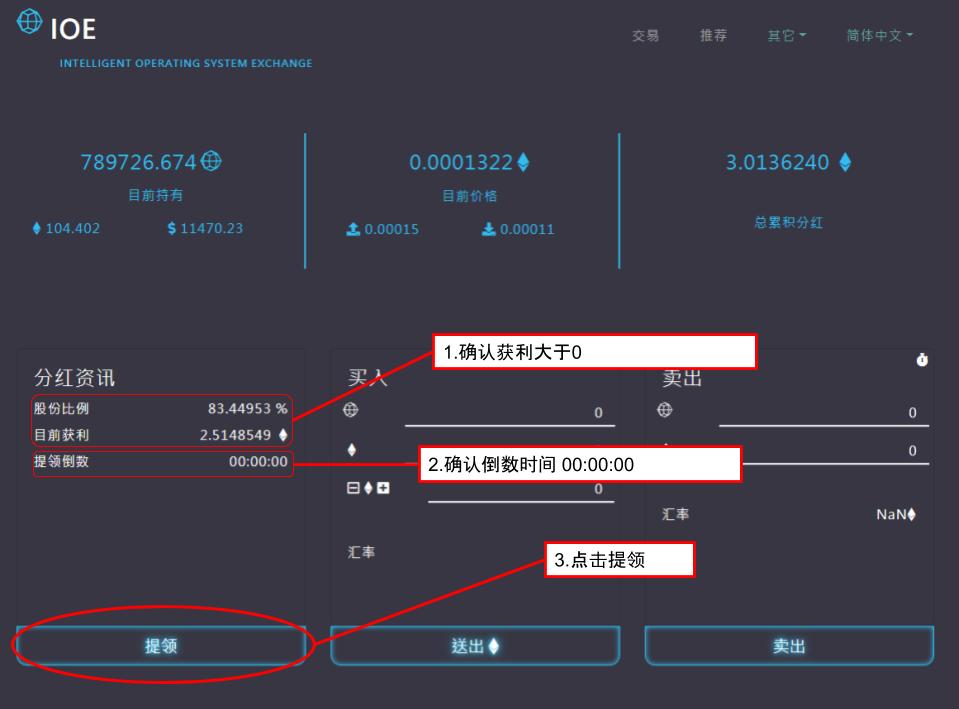 IOE
INTELLIGENT OPERATING SYSTEM EXCHANGE
交易 推荐 其它 简体中文
789726.674
目前持有
104.402 $ 11470.23
0.0001322
目前价格
0.00015 0.00011
3.0136240
总累积分红
分红资讯
股份比例 83.44953 %
目前获利 2.5148549
提领倒数 00:00:00
提领
1.确认获利大于0
2.确认倒数时间 00:00:00
3.点击提领
买入
0
0
汇率
送出
卖出
0
0
汇率 NaN
卖出